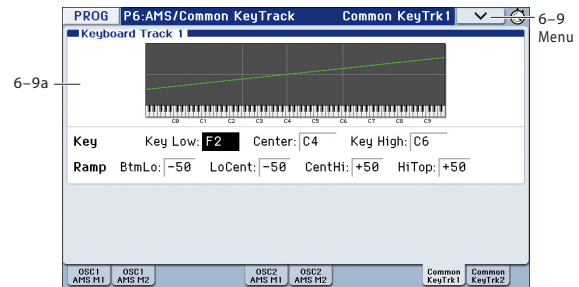 PROG P6:AMS/Common KeyTrack Common KeyTrk1
6–9
Menu
Keyboard Track 1
6–9a
C0 C1 C2 C3 C4 C5 C6 C7 C8 C9
Key Key Low: F2 Center: C4 Key High: C6
Ramp BtmLo: -50 LoCent: -50 CentHi: +50 HiTop: +50
OSC1 AMS M1 OSC1 AMS M2 OSC2 AMS M1 OSC2 AMS M2 Common KeyTrk1 Common KeyTrk2